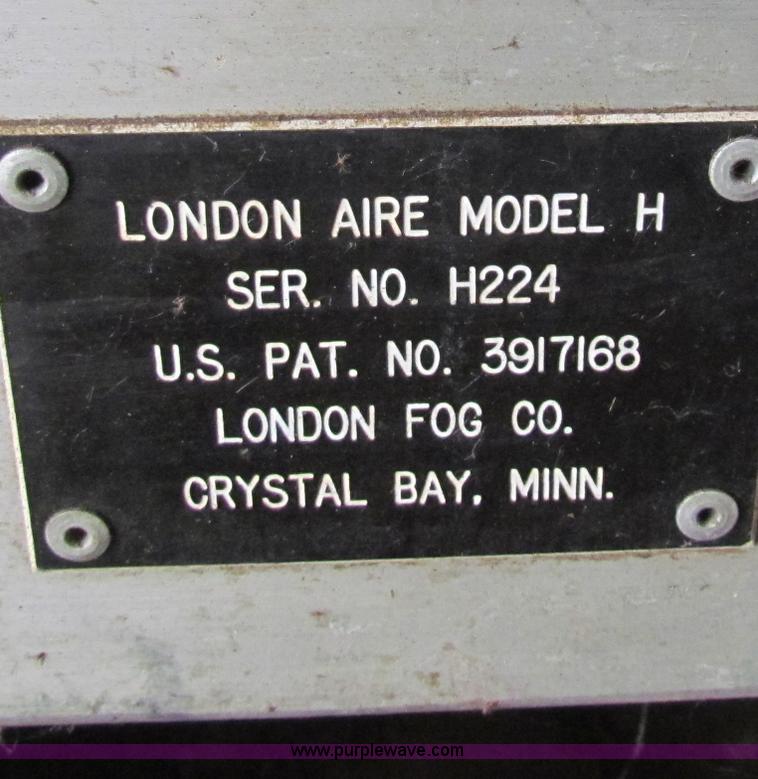 LONDON AIRE MODEL H
SER. NO. H224
U.S. PAT. NO. 3917168
LONDON FOG CO.
CRYSTAL BAY, MINN.
www.purplewave.com